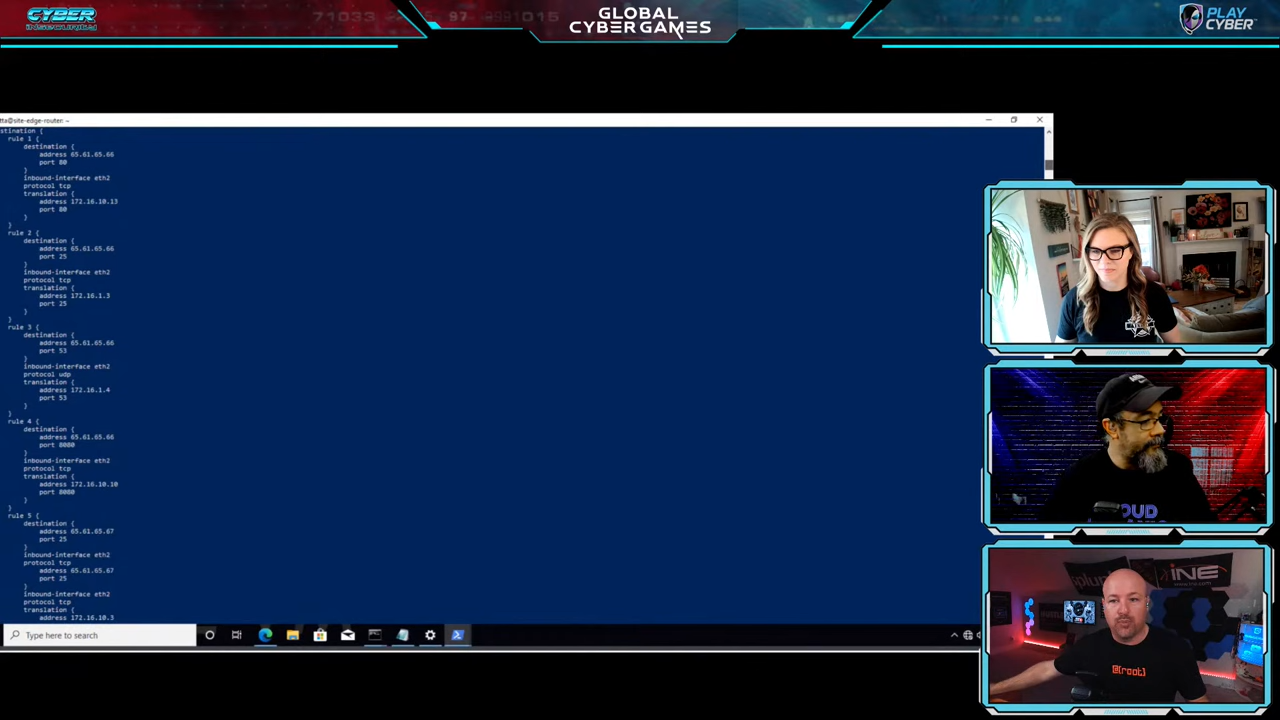 CYBER
INSECURITY
71033
GLOBAL
CYBER GAMES
PLAY
CYBER
ttx@site-edge-router: ~
stination {
rule 1 {
destination {
address 65.61.65.66
port 80
}
inbound-interface eth2
protocol tcp
translation {
address 172.16.10.13
port 80
}
}
rule 2 {
destination {
address 65.61.65.66
port 25
}
inbound-interface eth2
protocol tcp
translation {
address 172.16.1.3
port 25
}
}
rule 3 {
destination {
address 65.61.65.66
port 53
}
inbound-interface eth2
protocol udp
translation {
address 172.16.1.4
port 53
}
}
rule 4 {
destination {
address 65.61.65.66
port 8080
}
inbound-interface eth2
protocol tcp
translation {
address 172.16.10.10
port 8080
}
}
rule 5 {
destination {
address 65.61.65.67
port 25
}
inbound-interface eth2
protocol tcp
address 65.61.65.67
port 25
}
inbound-interface eth2
protocol tcp
translation {
address 172.16.10.3
Type here to search
OUD
INE
@[root]